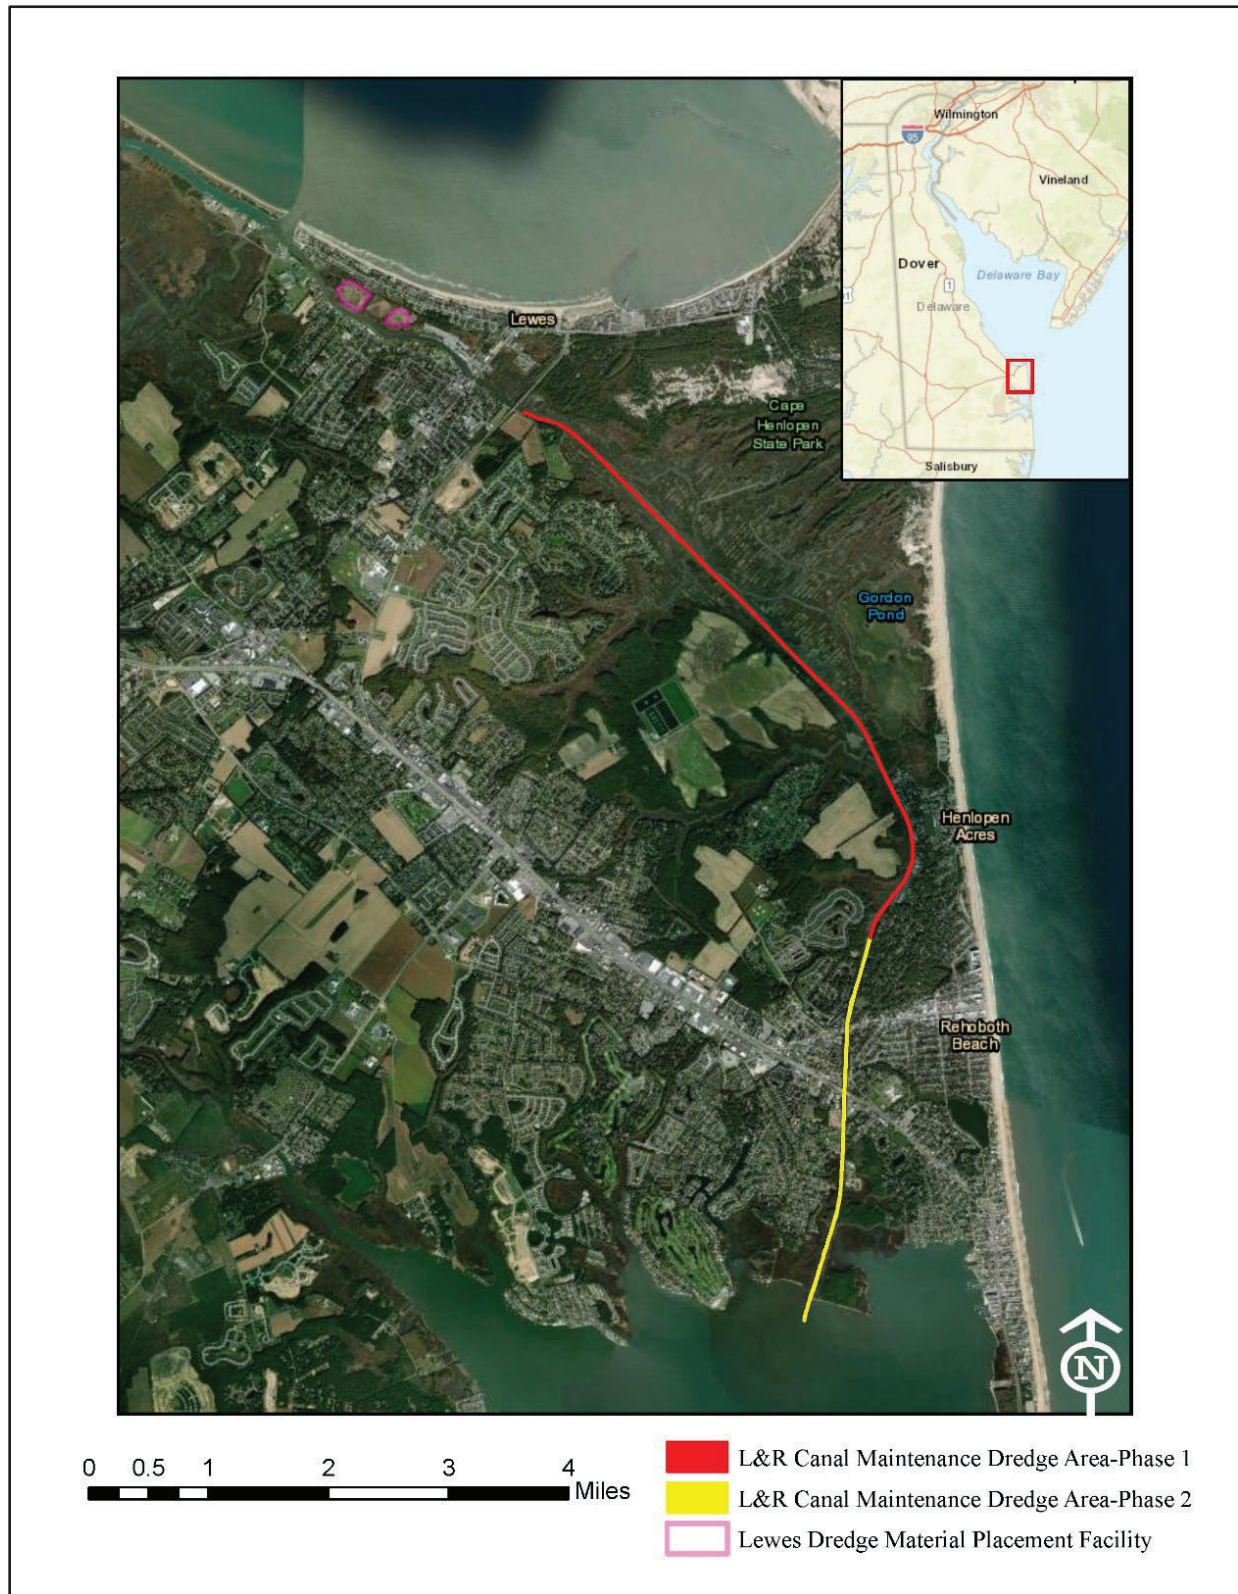 Wilmington
95
Vineland
Dover
1
Delaware Bay
Delaware
Salisbury
Lewes
Cape
Henlopen
State Park
Gordon
Pond
Henlopen
Acres
Rehoboth
Beach
N
0 0.5 1 2 3 4
Miles
L&R Canal Maintenance Dredge Area-Phase 1
L&R Canal Maintenance Dredge Area-Phase 2
Lewes Dredge Material Placement Facility